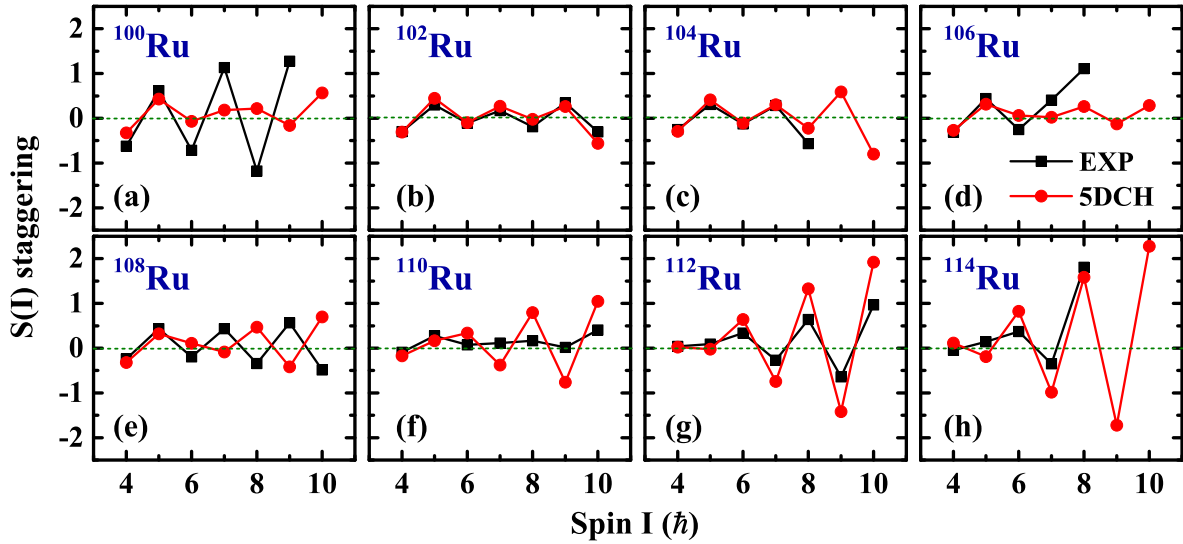 ¹⁰⁰Ru ¹⁰²Ru ¹⁰⁴Ru ¹⁰⁶Ru
2
1
0
-1
-2
EXP
5DCH
(a) (b) (c) (d)
¹⁰⁸Ru ¹¹⁰Ru ¹¹²Ru ¹¹⁴Ru
2
1
0
-1
-2
(e) (f) (g) (h)
4 6 8 10 4 6 8 10 4 6 8 10 4 6 8 10
S(I) staggering
Spin I (ℏ)